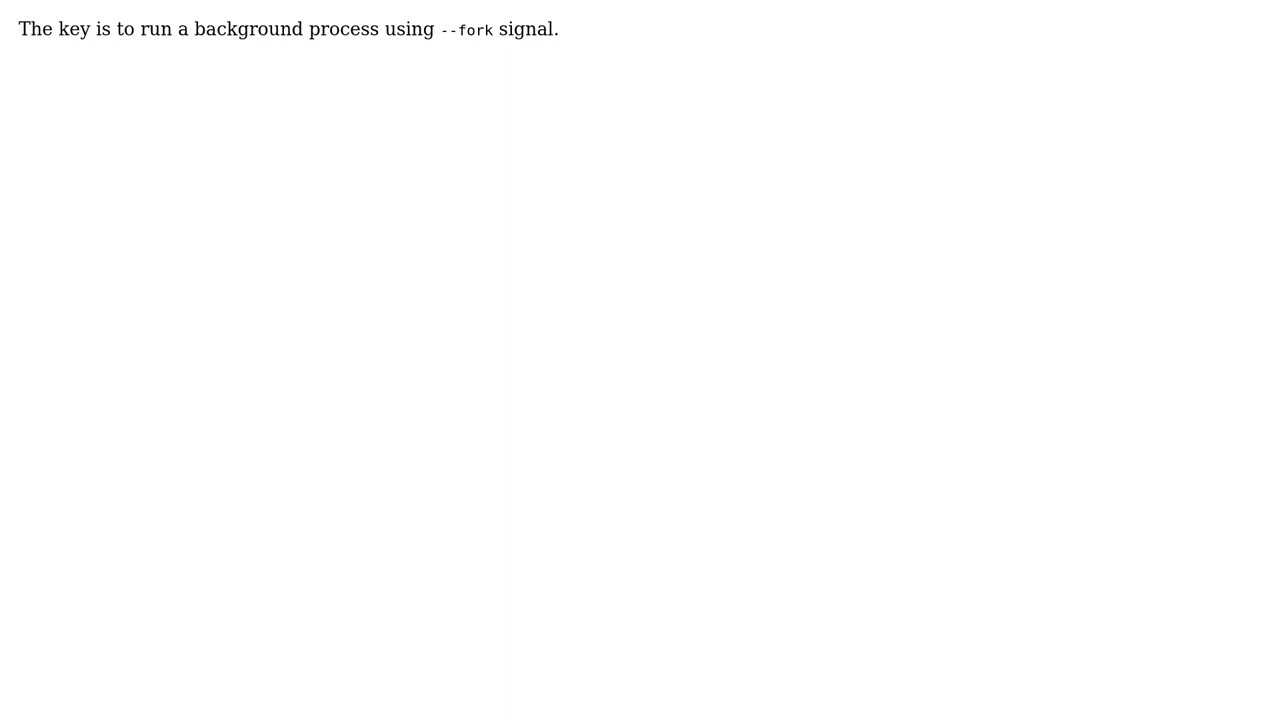 The key is to run a background process using --fork signal.